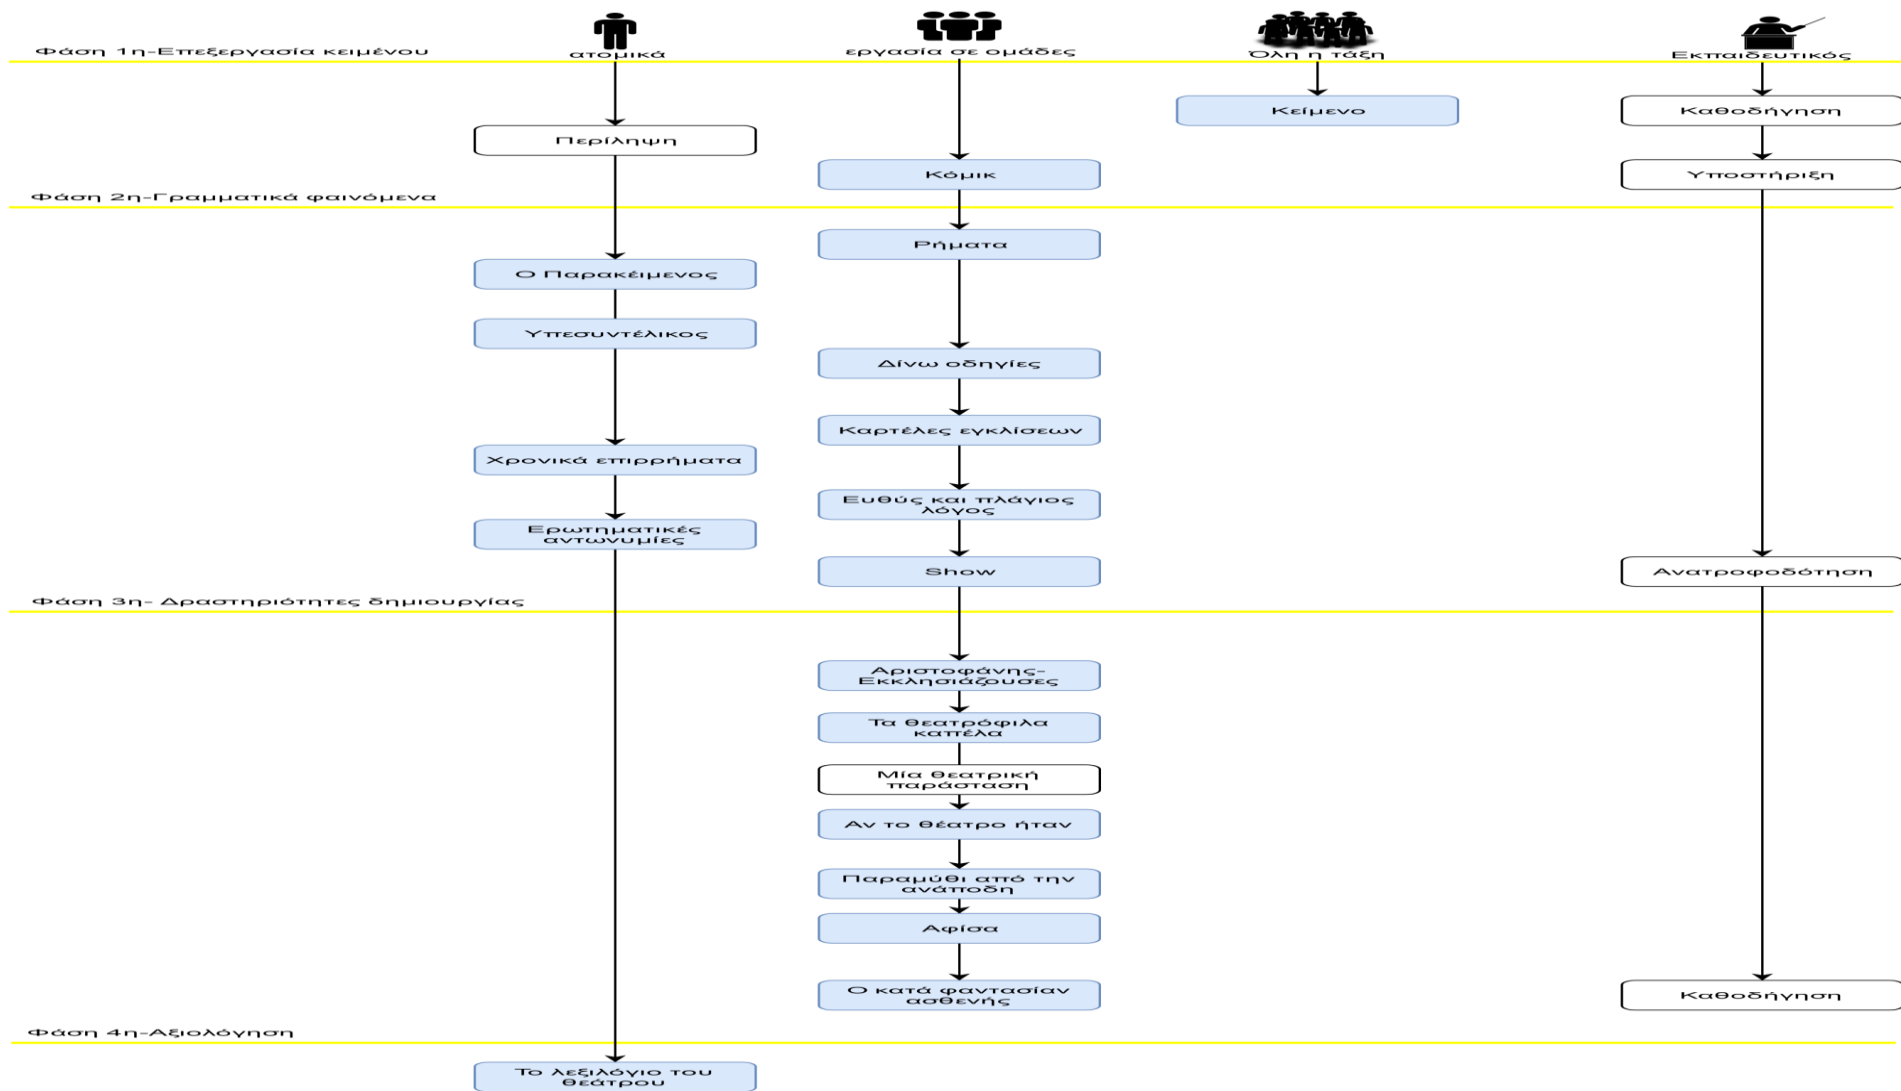 Φάση 1η-Επεξεργασία κειμένου
ατομικά
εργασία σε ομάδες
Όλη η τάξη
Εκπαιδευτικός
Κείμενο
Καθοδήγηση
Περίληψη
Κόμικ
Υποστήριξη
Φάση 2η-Γραμματικά φαινόμενα
Ρήματα
Ο Παρακέιμενος
Υπεσυντέλικος
Δίνω οδηγίες
Καρτέλες εγκλίσεων
Χρονικά επιρρήματα
Ευθύς και πλάγιος
λόγος
Ερωτηματικές
αντωνυμίες
Show
Ανατροφοδότηση
Φάση 3η- Δραστηριότητες δημιουργίας
Αριστοφάνης-
Εκκλησιάζουσες
Τα θεατρόφιλα
καπέλα
Μία θεατρική
παράσταση
Αν το θέατρο ήταν
Παραμύθι από την
ανάποδη
Αφίσα
Ο κατά φαντασίαν
ασθενής
Καθοδήγηση
Φάση 4η-Αξιολόγηση
Το λεξιλόγιο του
θεάτρου